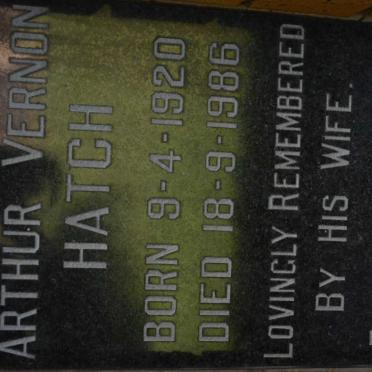 ARTHUR VERNON
HATCH
BORN 9-4-1920
DIED 18-9-1986
LOVINGLY REMEMBERED
BY HIS WIFE.